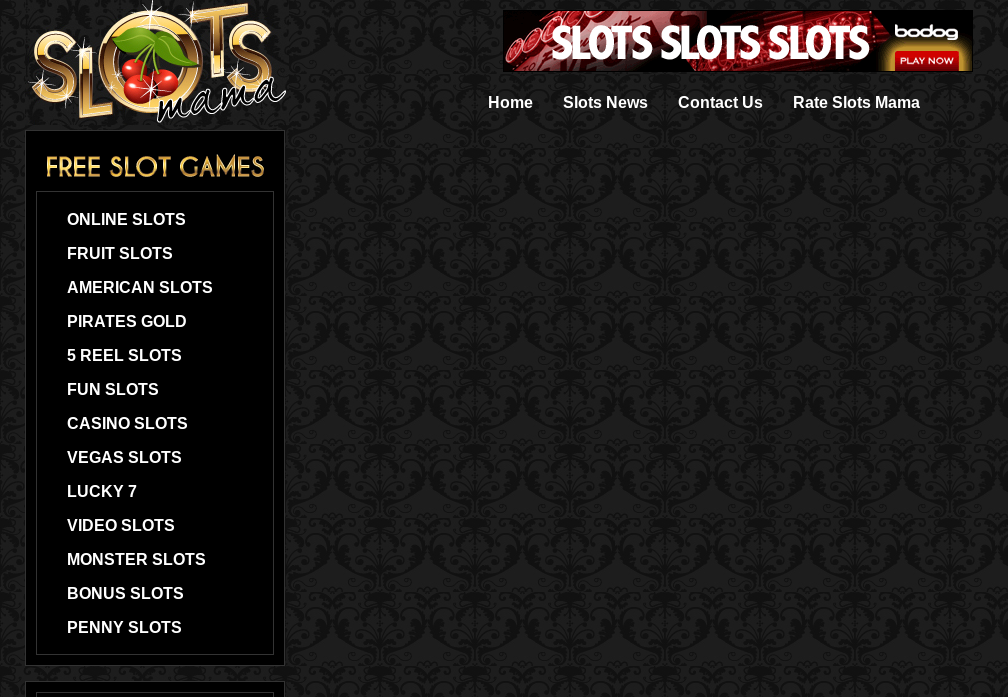 SLOTS
mama
SLOTS SLOTS SLOTS
bodog
PLAY NOW
Home Slots News Contact Us Rate Slots Mama
FREE SLOT GAMES
ONLINE SLOTS
FRUIT SLOTS
AMERICAN SLOTS
PIRATES GOLD
5 REEL SLOTS
FUN SLOTS
CASINO SLOTS
VEGAS SLOTS
LUCKY 7
VIDEO SLOTS
MONSTER SLOTS
BONUS SLOTS
PENNY SLOTS